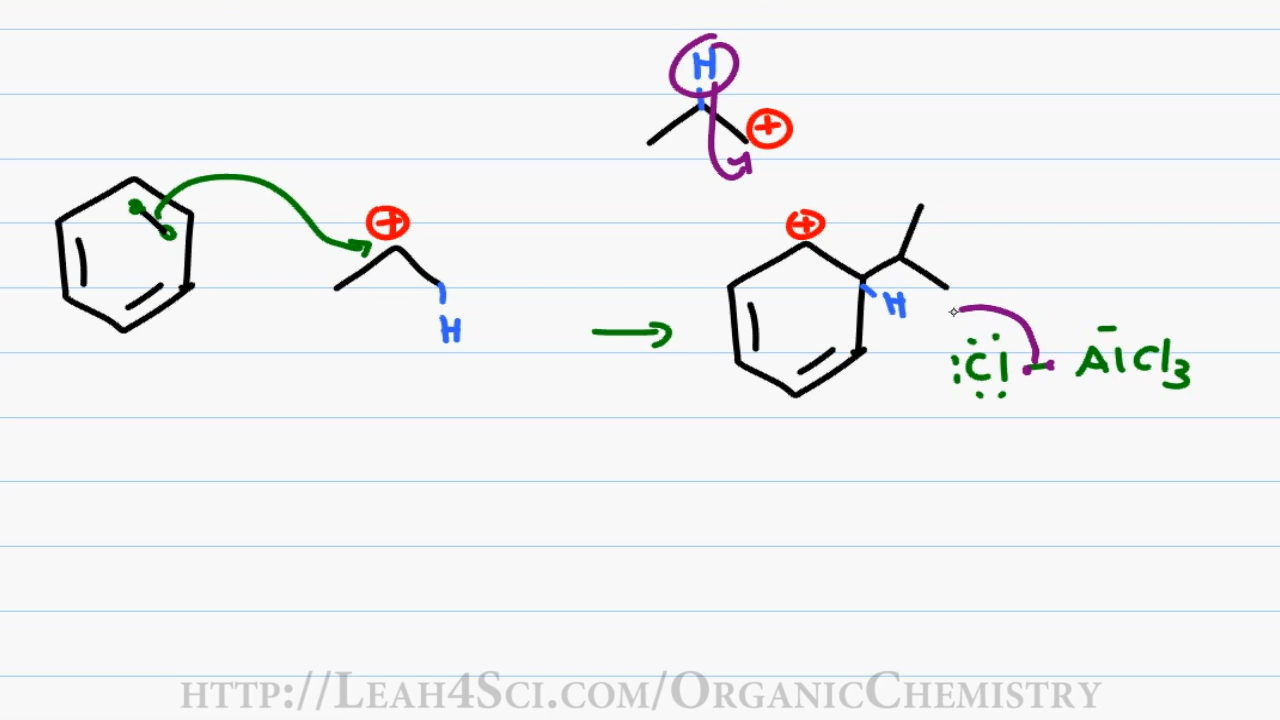 H
+
+
+
H
H
:Cl - AlCl3
HTTP://LEAH4SCI.COM/ORGANICCHEMISTRY